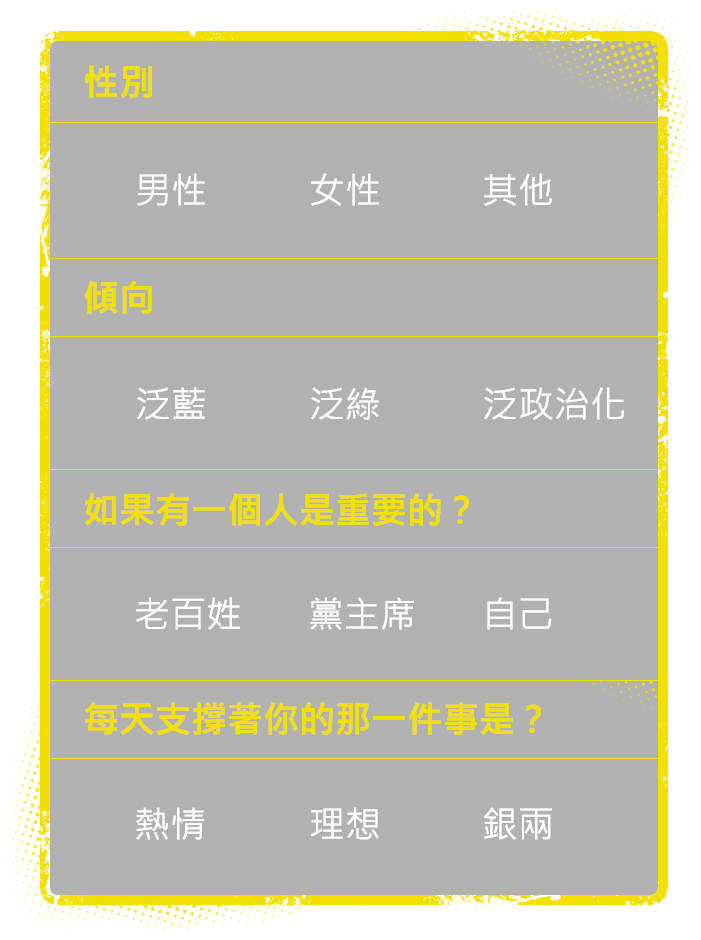 性別
男性 女性 其他
傾向
泛藍 泛綠 泛政治化
如果有一個人是重要的？
老百姓 黨主席 自己
每天支撐著你的那一件事是？
熱情 理想 銀兩